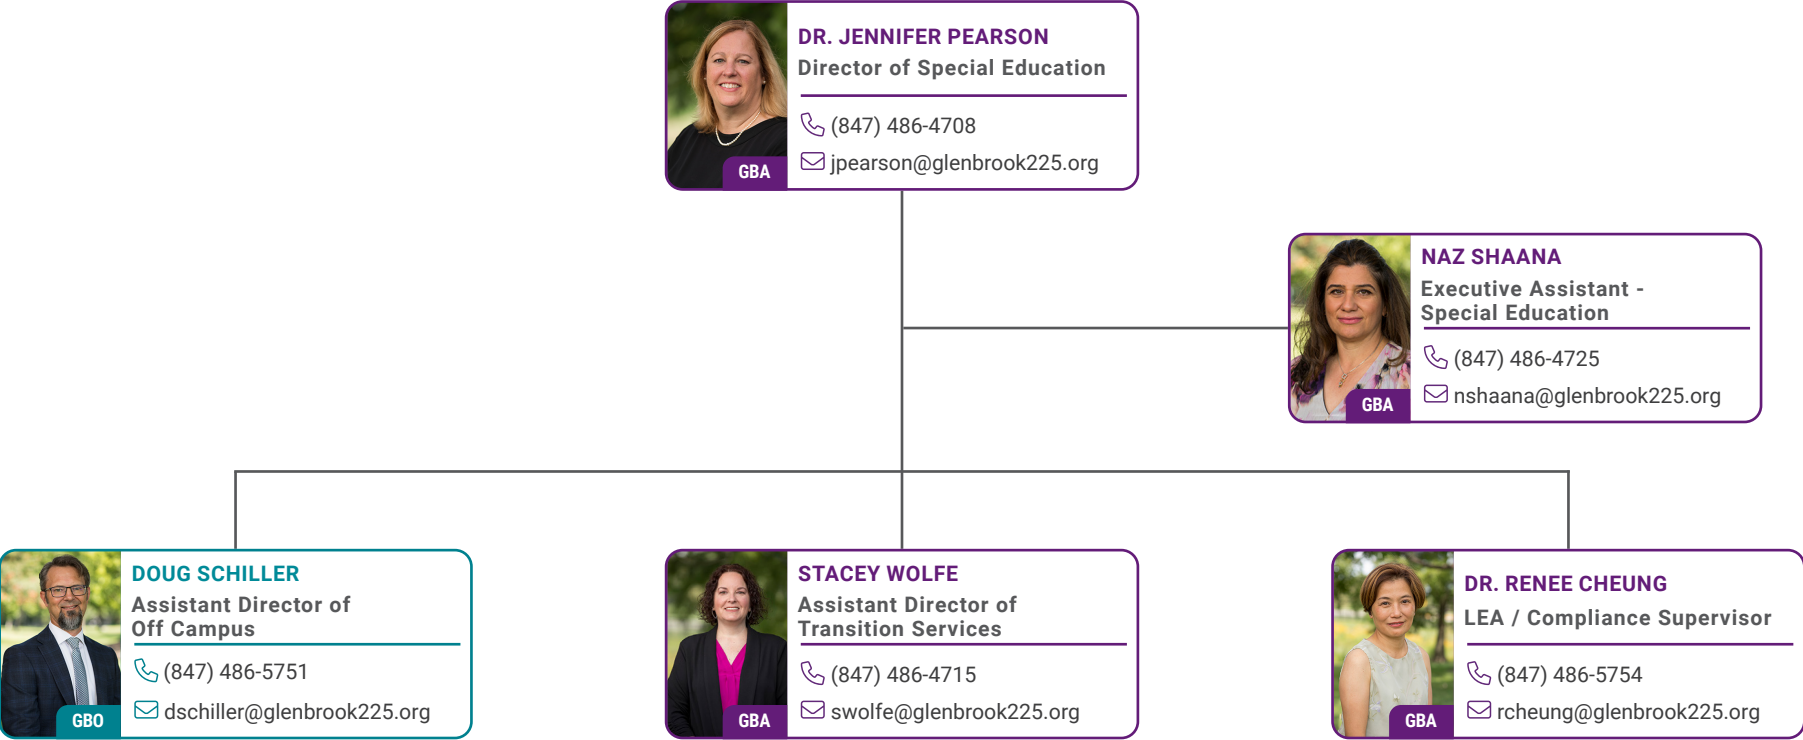 DR. JENNIFER PEARSON
Director of Special Education
(847) 486-4708
jpearson@glenbrook225.org
GBA
NAZ SHAANA
Executive Assistant -
Special Education
(847) 486-4725
nshaana@glenbrook225.org
GBA
DOUG SCHILLER
Assistant Director of
Off Campus
(847) 486-5751
dschiller@glenbrook225.org
GBO
STACEY WOLFE
Assistant Director of
Transition Services
(847) 486-4715
swolfe@glenbrook225.org
GBA
DR. RENEE CHEUNG
LEA / Compliance Supervisor
(847) 486-5754
rcheung@glenbrook225.org
GBA